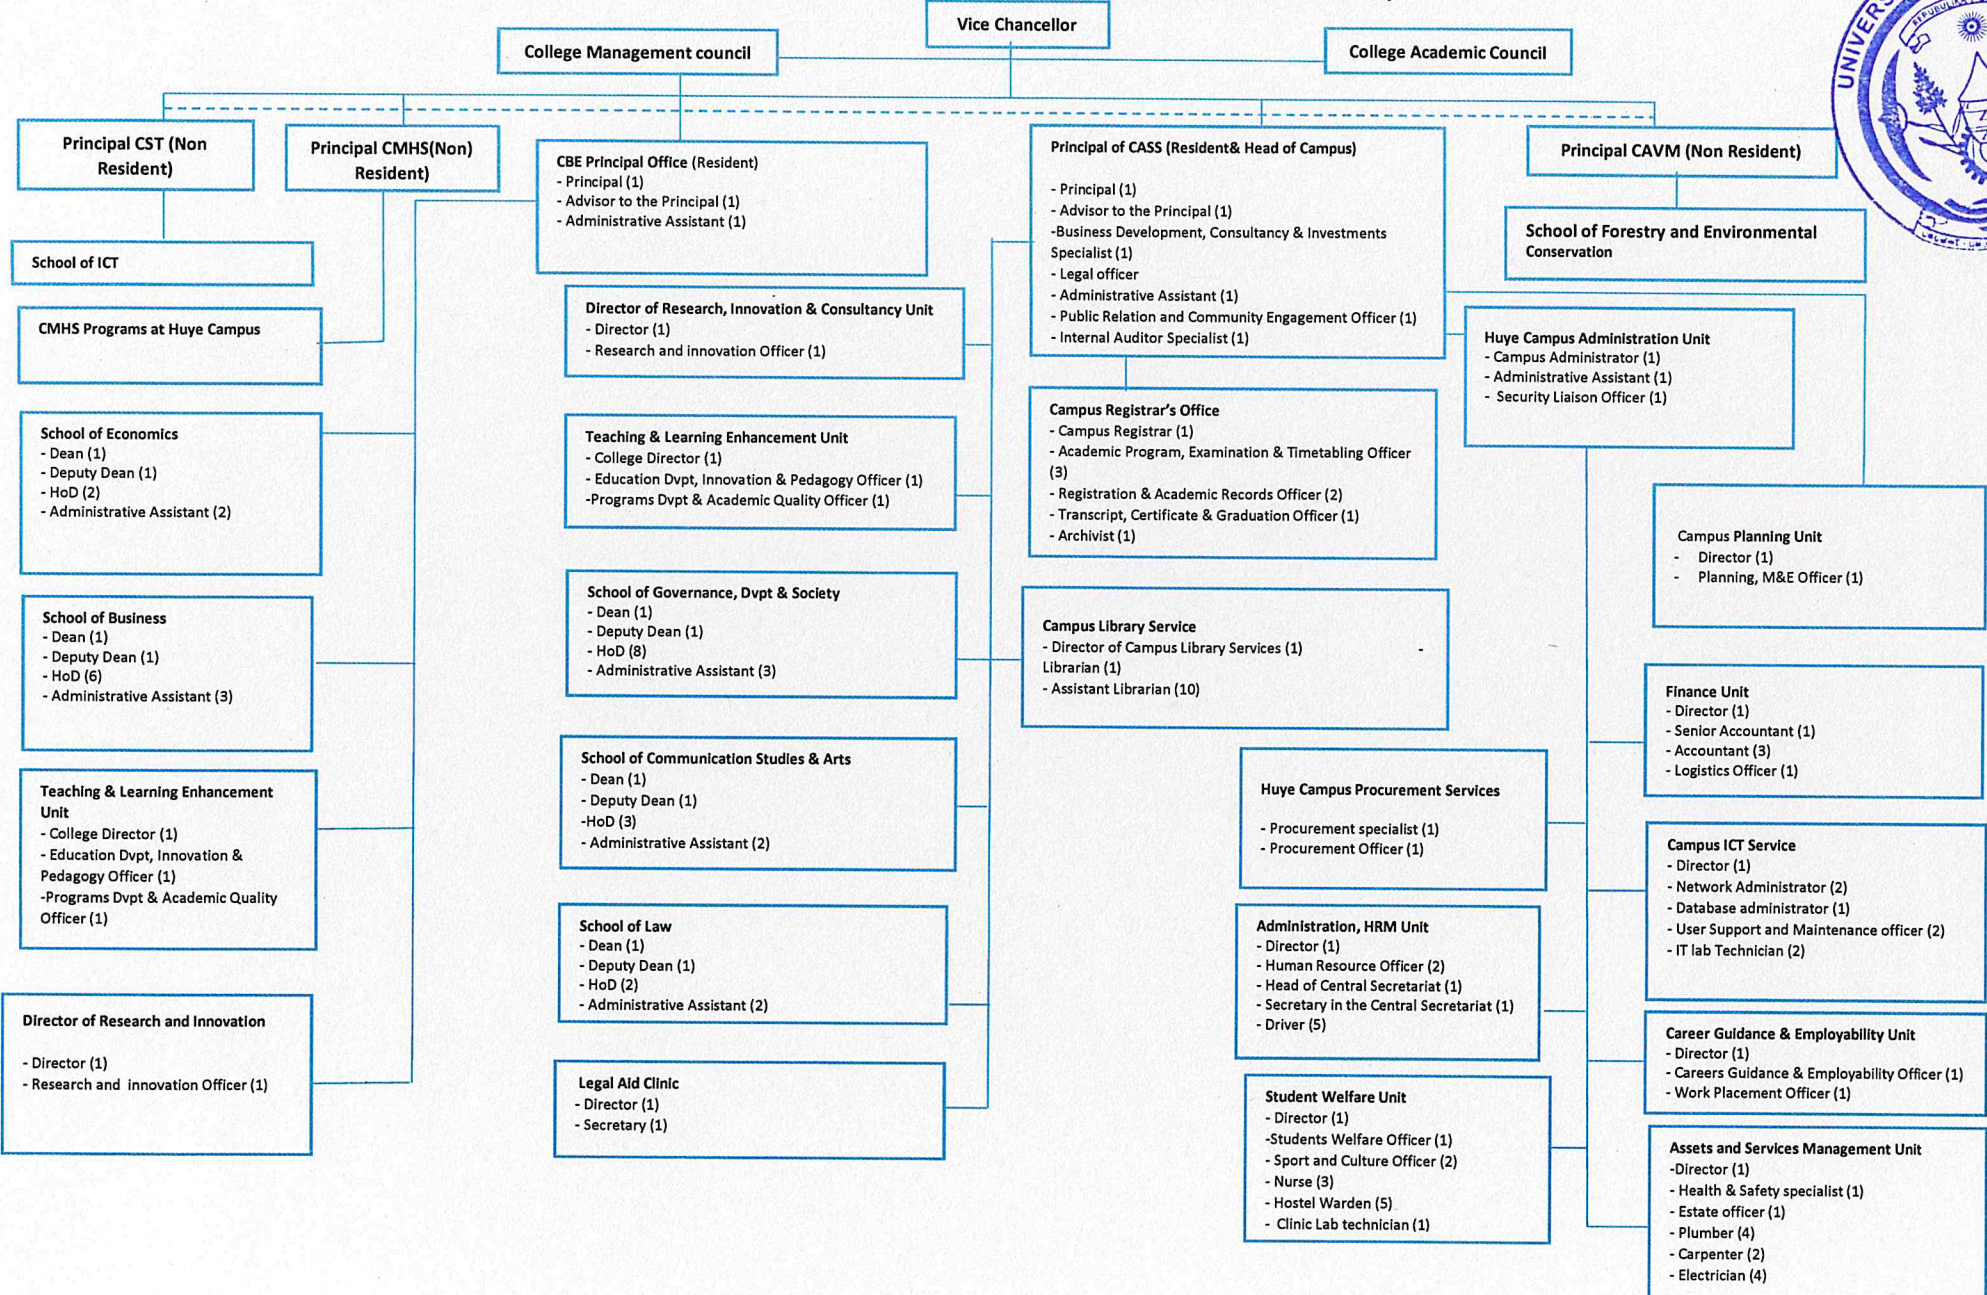 Vice Chancellor
College Management council
College Academic Council
UNIVERS
Principal CST (Non
Resident)
Principal CMHS(Non)
Resident)
CBE Principal Office (Resident)
- Principal (1)
- Advisor to the Principal (1)
- Administrative Assistant (1)
Principal of CASS (Resident& Head of Campus)
- Principal (1)
- Advisor to the Principal (1)
-Business Development, Consultancy & Investments
Specialist (1)
- Legal officer
- Administrative Assistant (1)
- Public Relation and Community Engagement Officer (1)
- Internal Auditor Specialist (1)
Principal CAVM (Non Resident)
School of Forestry and Environmental
Conservation
School of ICT
CMHS Programs at Huye Campus
School of Economics
- Dean (1)
- Deputy Dean (1)
- HoD (2)
- Administrative Assistant (2)
School of Business
- Dean (1)
- Deputy Dean (1)
- HoD (6)
- Administrative Assistant (3)
Teaching & Learning Enhancement
Unit
- College Director (1)
- Education Dvpt, Innovation &
Pedagogy Officer (1)
-Programs Dvpt & Academic Quality
Officer (1)
Director of Research and Innovation
- Director (1)
- Research and innovation Officer (1)
Director of Research, Innovation & Consultancy Unit
- Director (1)
- Research and innovation Officer (1)
Teaching & Learning Enhancement Unit
- College Director (1)
- Education Dvpt, Innovation & Pedagogy Officer (1)
-Programs Dvpt & Academic Quality Officer (1)
School of Governance, Dvpt & Society
- Dean (1)
- Deputy Dean (1)
- HoD (8)
- Administrative Assistant (3)
School of Communication Studies & Arts
- Dean (1)
- Deputy Dean (1)
-HoD (3)
- Administrative Assistant (2)
School of Law
- Dean (1)
- Deputy Dean (1)
- HoD (2)
- Administrative Assistant (2)
Legal Aid Clinic
- Director (1)
- Secretary (1)
Campus Registrar's Office
- Campus Registrar (1)
- Academic Program, Examination & Timetabling Officer
(3)
- Registration & Academic Records Officer (2)
- Transcript, Certificate & Graduation Officer (1)
- Archivist (1)
Campus Library Service
- Director of Campus Library Services (1) -
Librarian (1)
- Assistant Librarian (10)
Huye Campus Administration Unit
- Campus Administrator (1)
- Administrative Assistant (1)
- Security Liaison Officer (1)
Campus Planning Unit
- Director (1)
- Planning, M&E Officer (1)
Huye Campus Procurement Services
- Procurement specialist (1)
- Procurement Officer (1)
Administration, HRM Unit
- Director (1)
- Human Resource Officer (2)
- Head of Central Secretariat (1)
- Secretary in the Central Secretariat (1)
- Driver (5)
Student Welfare Unit
- Director (1)
-Students Welfare Officer (1)
- Sport and Culture Officer (2)
- Nurse (3)
- Hostel Warden (5)
- Clinic Lab technician (1)
Finance Unit
- Director (1)
- Senior Accountant (1)
- Accountant (3)
- Logistics Officer (1)
Campus ICT Service
- Director (1)
- Network Administrator (2)
- Database administrator (1)
- User Support and Maintenance officer (2)
- IT lab Technician (2)
Career Guidance & Employability Unit
- Director (1)
- Careers Guidance & Employability Officer (1)
- Work Placement Officer (1)
Assets and Services Management Unit
-Director (1)
- Health & Safety specialist (1)
- Estate officer (1)
- Plumber (4)
- Carpenter (2)
- Electrician (4)